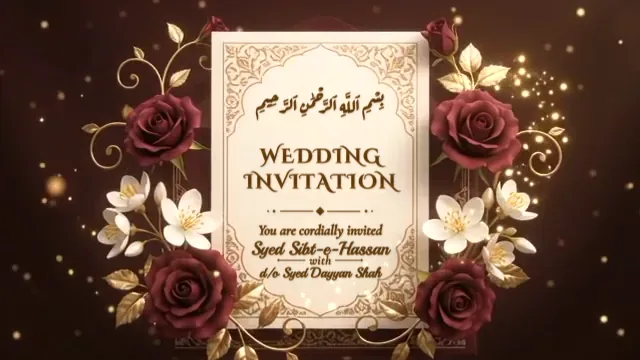 بِسْمِ اللَّهِ الرَّحْمٰنِ الرَّحِيمِ
WEDDING
INVITATION
You are cordially invited
Syed Sibt-e-Hassan
with
d/o Syed Dayyan Shah